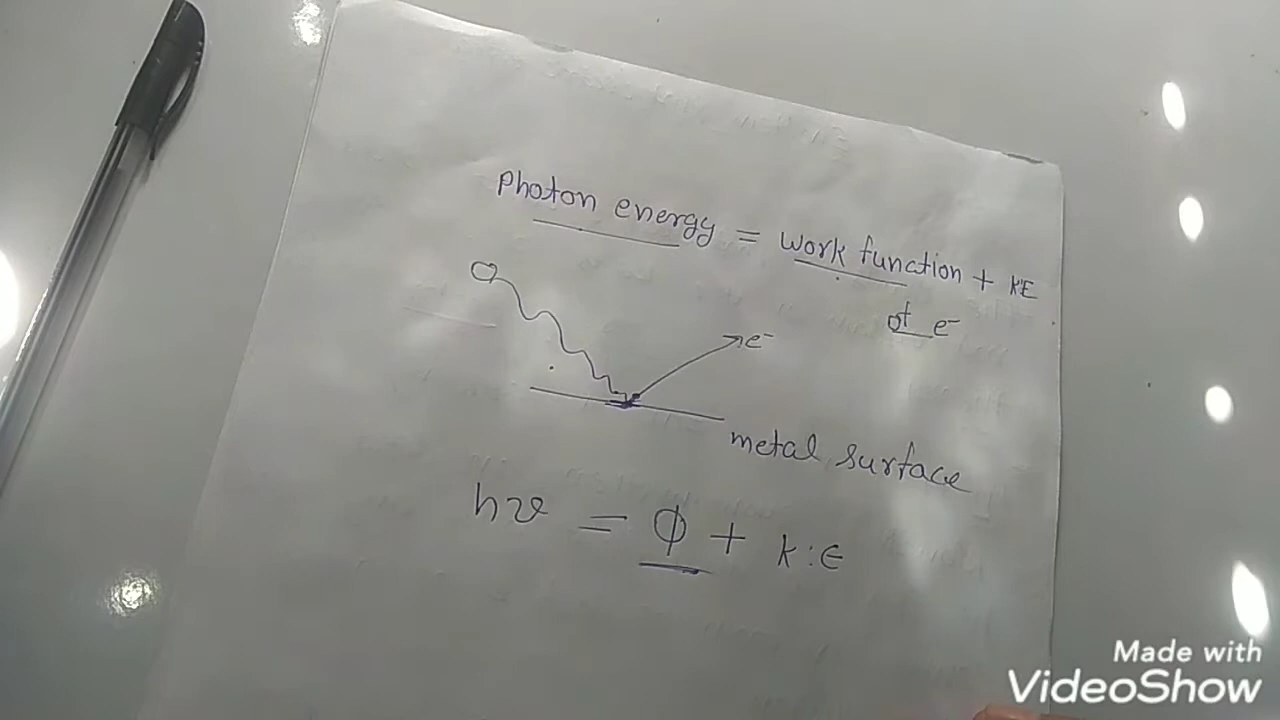 Photon energy = work function + KE
of e⁻
e⁻
metal surface
hν = Φ + K.E
Made with
VideoShow